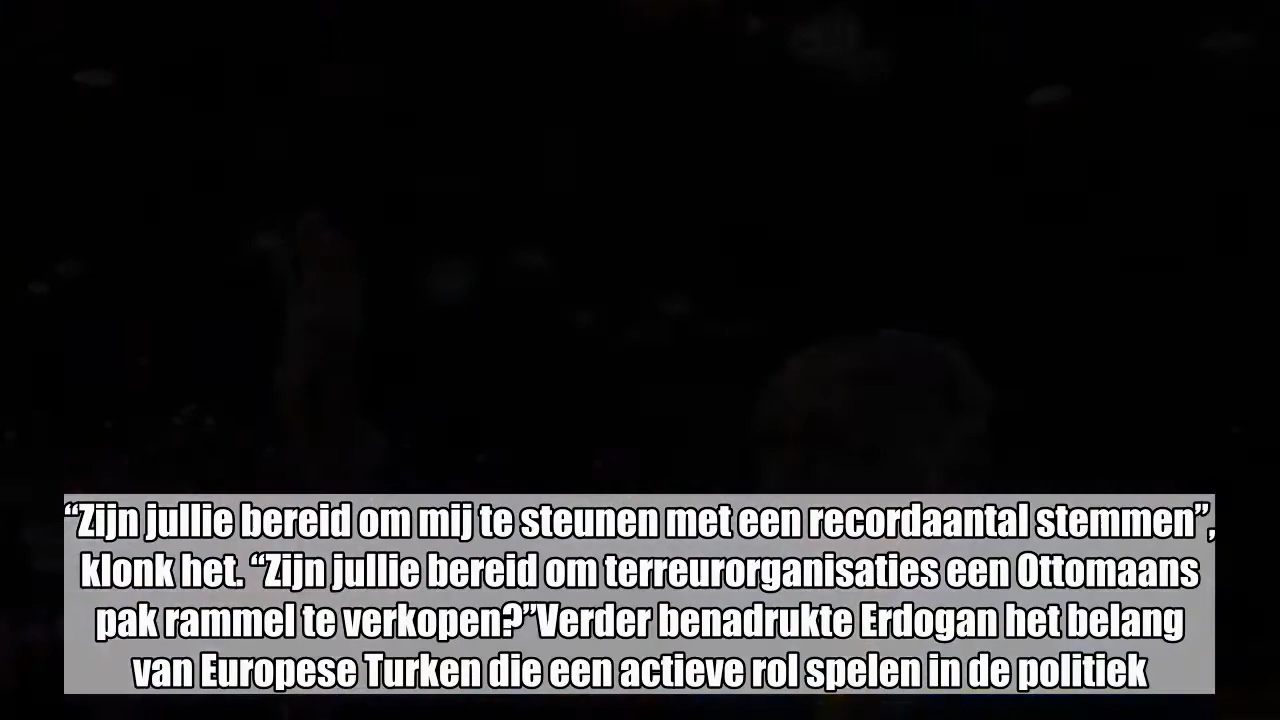 “Zijn jullie bereid om mij te steunen met een recordaantal stemmen”,
klonk het. “Zijn jullie bereid om terreurorganisaties een Ottomaans
pak rammel te verkopen?”Verder benadrukte Erdogan het belang
van Europese Turken die een actieve rol spelen in de politiek